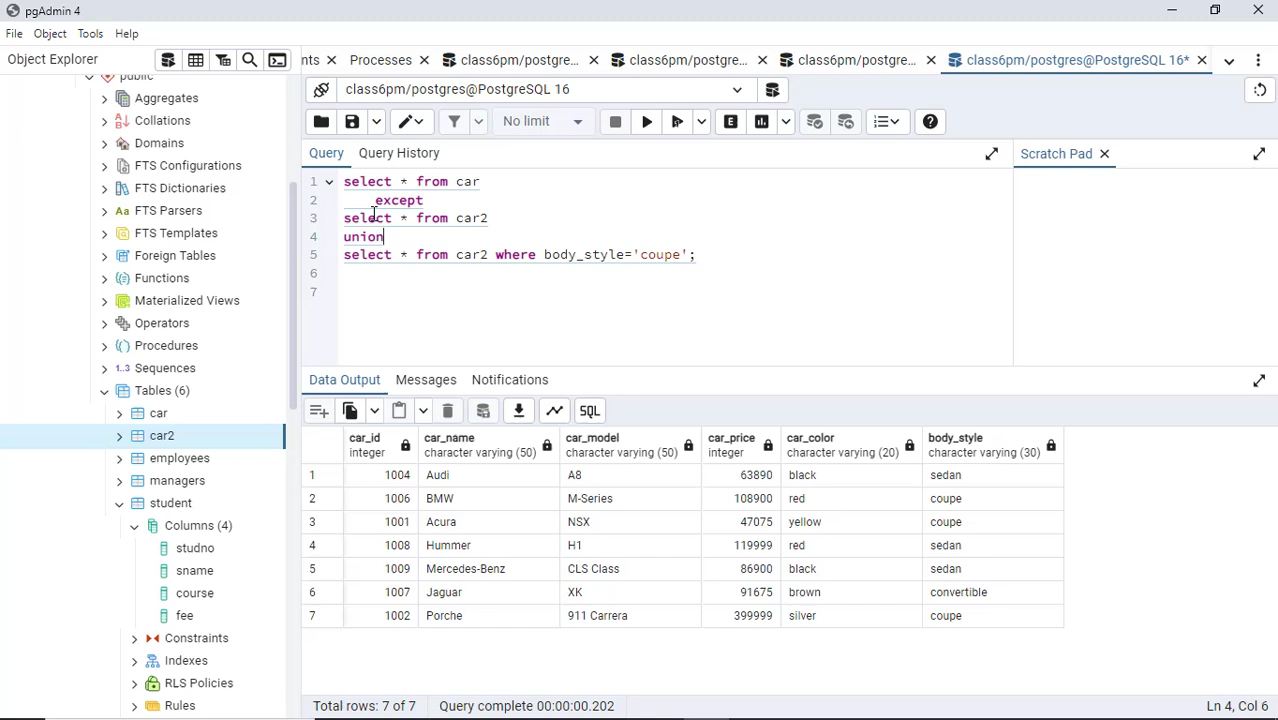 pgAdmin 4
File Object Tools Help
Object Explorer
nts
Processes
class6pm/postgre...
class6pm/postgre...
class6pm/postgre...
class6pm/postgres@PostgreSQL 16*
class6pm/postgres@PostgreSQL 16
No limit
Query Query History
Scratch Pad
1 select * from car
2 except
3 select * from car2
4 union
5 select * from car2 where body_style='coupe';
6
7
public
Aggregates
Collations
Domains
FTS Configurations
FTS Dictionaries
Aa FTS Parsers
FTS Templates
Foreign Tables
Functions
Materialized Views
Operators
Procedures
1..3 Sequences
Tables (6)
car
car2
employees
managers
student
Columns (4)
studno
sname
course
fee
Constraints
Indexes
RLS Policies
Rules
Data Output Messages Notifications
SQL
car_id integer car_name character varying (50) car_model character varying (50) car_price integer car_color character varying (20) body_style character varying (30)
1 1004 Audi A8 63890 black sedan
2 1006 BMW M-Series 108900 red coupe
3 1001 Acura NSX 47075 yellow coupe
4 1008 Hummer H1 119999 red sedan
5 1009 Mercedes-Benz CLS Class 86900 black sedan
6 1007 Jaguar XK 91675 brown convertible
7 1002 Porche 911 Carrera 399999 silver coupe
Total rows: 7 of 7 Query complete 00:00:00.202 Ln 4, Col 6